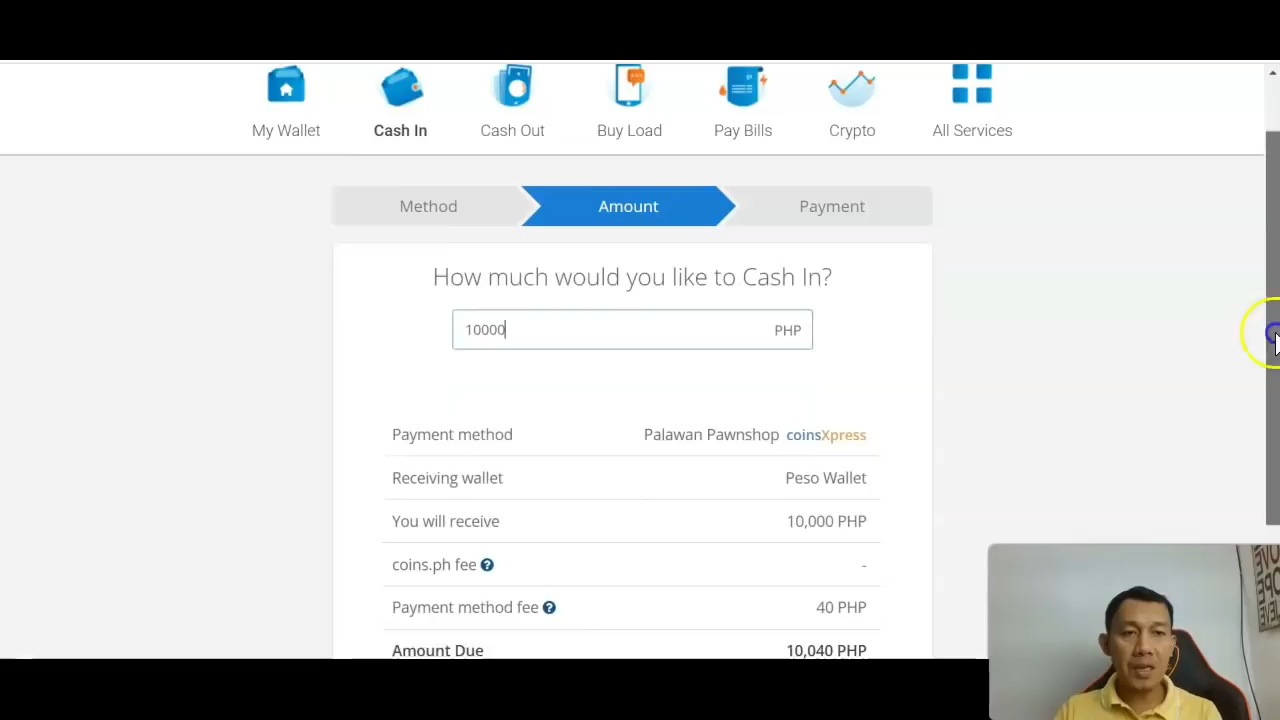 My Wallet Cash In Cash Out Buy Load Pay Bills Crypto All Services
Method Amount Payment
How much would you like to Cash In?
10000 PHP
Payment method Palawan Pawnshop coinsXpress
Receiving wallet Peso Wallet
You will receive 10,000 PHP
coins.ph fee ? -
Payment method fee ? 40 PHP
Amount Due 10,040 PHP